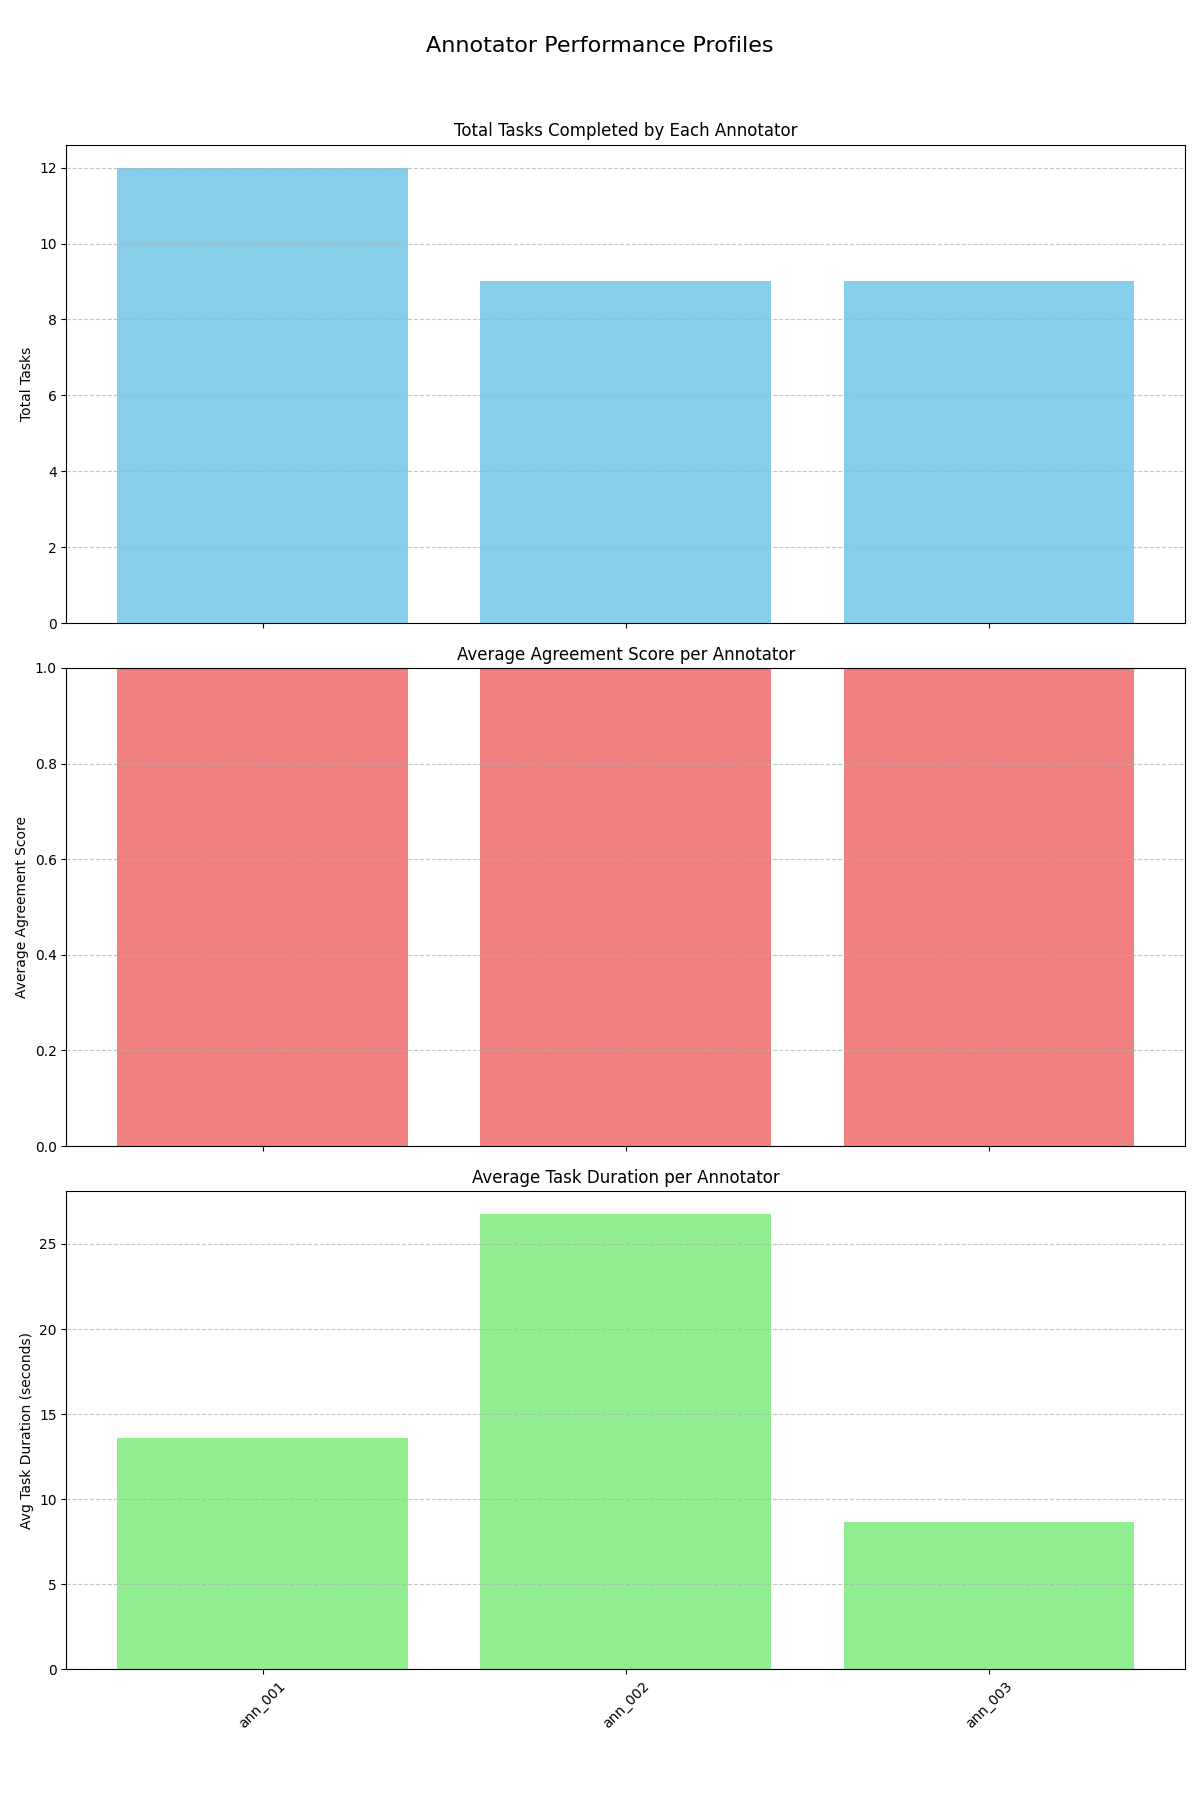 Annotator Performance Profiles
Total Tasks Completed by Each Annotator
12
10
8
6
4
2
0
Total Tasks
Average Agreement Score per Annotator
1.0
0.8
0.6
0.4
0.2
0.0
Average Agreement Score
Average Task Duration per Annotator
25
20
15
10
5
0
Avg Task Duration (seconds)
ann_001
ann_002
ann_003